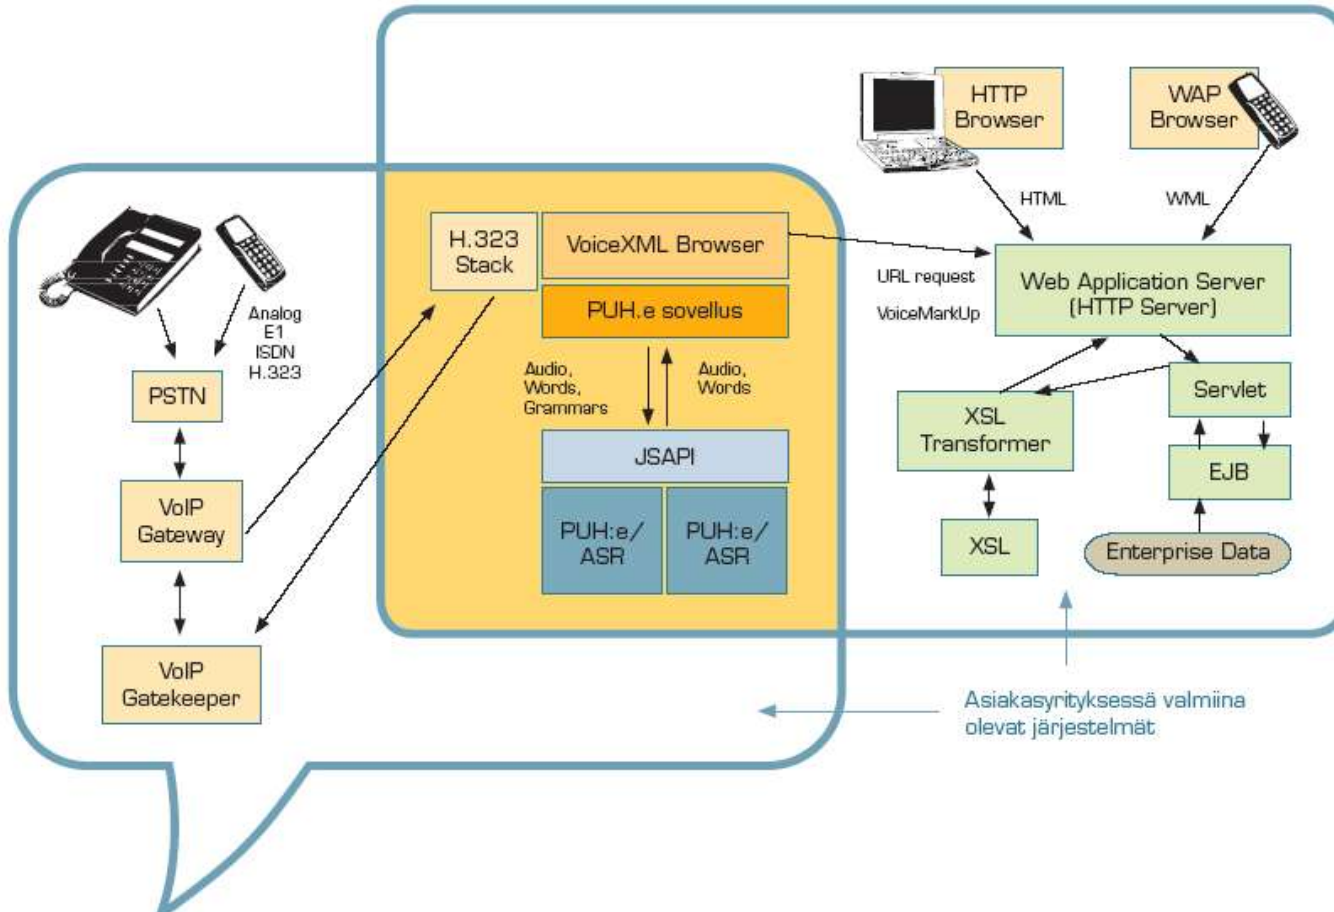 HTTP
Browser
WAP
Browser
HTML
WML
H.323
Stack
VoiceXML Browser
URL request
VoiceMarkUp
Web Application Server
(HTTP Server)
PUH.e sovellus
Analog
E1
ISDN
H.323
PSTN
Audio,
Words,
Grammars
Audio,
Words
Servlet
XSL
Transformer
JSAPI
EJB
VoIP
Gateway
PUH:e/
ASR
PUH:e/
ASR
XSL
Enterprise Data
VoIP
Gatekeeper
Asiakasyrityksessä valmiina
olevat järjestelmät